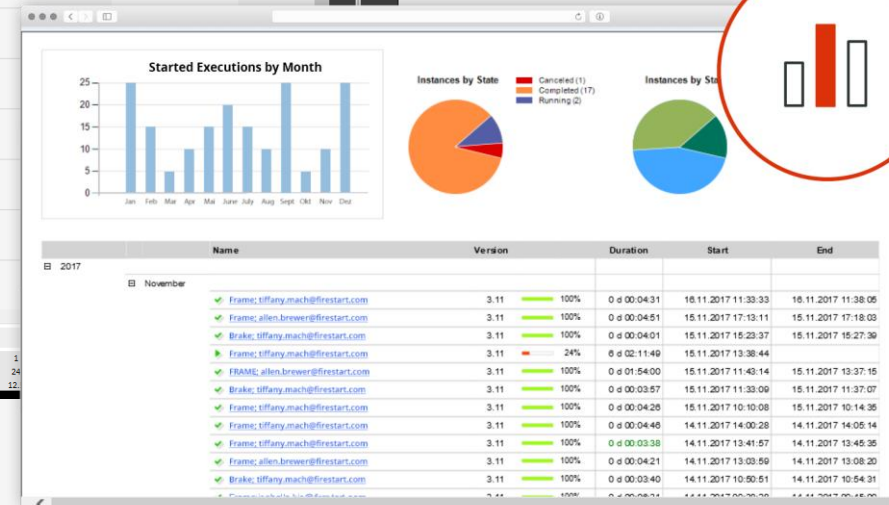 Started Executions by Month
25
20
15
10
5
0
Jan Feb Mar Apr Mai June July Aug Sept Okt Nov Dez
Instances by State
Canceled (1)
Completed (17)
Running (2)
Instances by Sta
Name Version Duration Start End
2017
November
Frame; tiffany.mach@firestart.com 3.11 100% 0 d 00:04:31 16.11.2017 11:33:33 16.11.2017 11:38:05
Frame; allen.brewer@firestart.com 3.11 100% 0 d 00:04:51 15.11.2017 17:13:11 15.11.2017 17:18:03
Brake; tiffany.mach@firestart.com 3.11 100% 0 d 00:04:01 15.11.2017 15:23:37 15.11.2017 15:27:39
Frame; tiffany.mach@firestart.com 3.11 24% 6 d 02:11:49 15.11.2017 13:38:44
FRAME; allen.brewer@firestart.com 3.11 100% 0 d 01:54:00 15.11.2017 11:43:14 15.11.2017 13:37:15
Brake; tiffany.mach@firestart.com 3.11 100% 0 d 00:03:57 15.11.2017 11:33:09 15.11.2017 11:37:07
Frame; tiffany.mach@firestart.com 3.11 100% 0 d 00:04:26 15.11.2017 10:10:08 15.11.2017 10:14:35
Frame; tiffany.mach@firestart.com 3.11 100% 0 d 00:04:46 14.11.2017 14:00:28 14.11.2017 14:05:14
Frame; tiffany.mach@firestart.com 3.11 100% 0 d 00:03:38 14.11.2017 13:41:57 14.11.2017 13:45:35
Frame; allen.brewer@firestart.com 3.11 100% 0 d 00:04:21 14.11.2017 13:03:59 14.11.2017 13:08:20
Brake; tiffany.mach@firestart.com 3.11 100% 0 d 00:03:40 14.11.2017 10:50:51 14.11.2017 10:54:31
1
24
12.